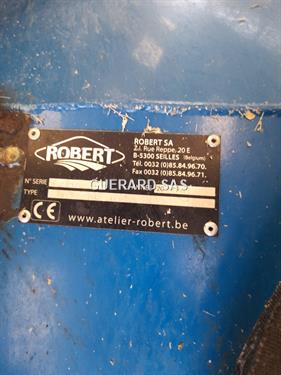 ROBERT
ROBERT SA
Z.I. Rue Reppe, 20 E
B-5300 SEILLES (Belgium)
Tél. 0032 (0)85.84.96.70.
Fax 0032 (0)85.84.96.71.
N° SERIE
TYPE
GUERARD SAS
CE
www.atelier-robert.be